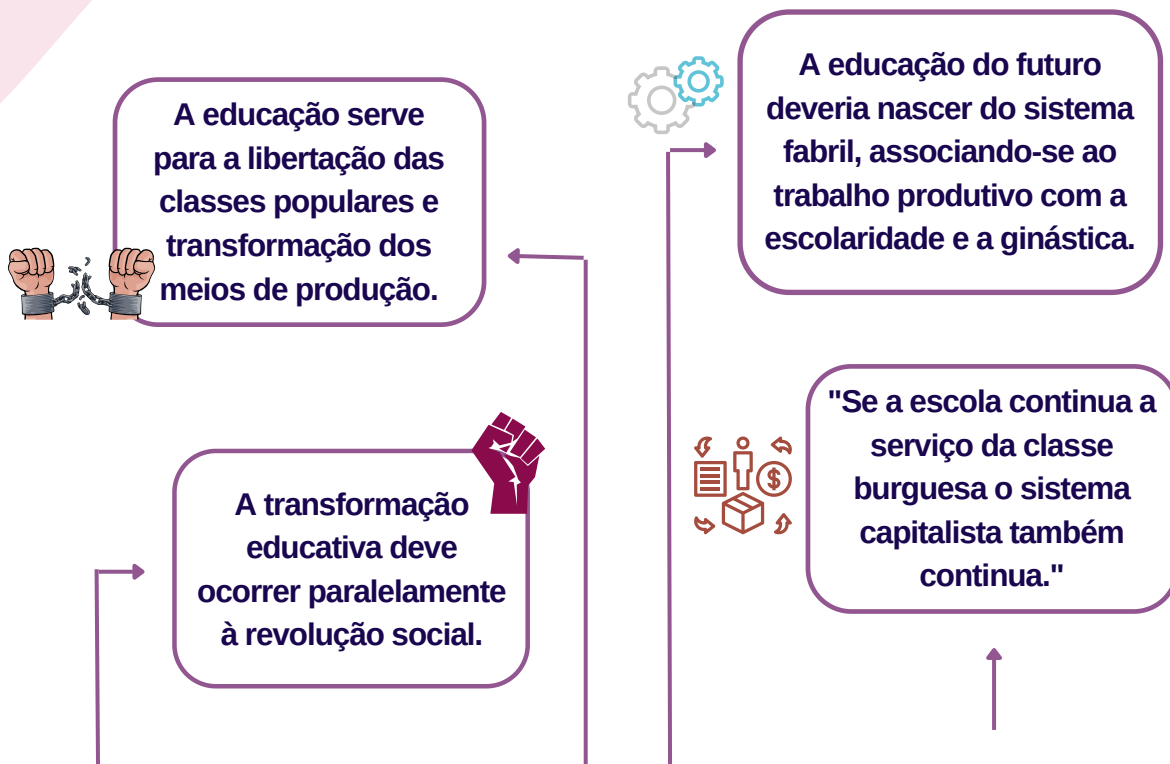 A educação serve
para a libertação das
classes populares e
transformação dos
meios de produção.
A educação do futuro
deveria nascer do sistema
fabril, associando-se ao
trabalho produtivo com a
escolaridade e a ginástica.
A transformação
educativa deve
ocorrer paralelamente
à revolução social.
"Se a escola continua a
serviço da classe
burguesa o sistema
capitalista também
continua."
$